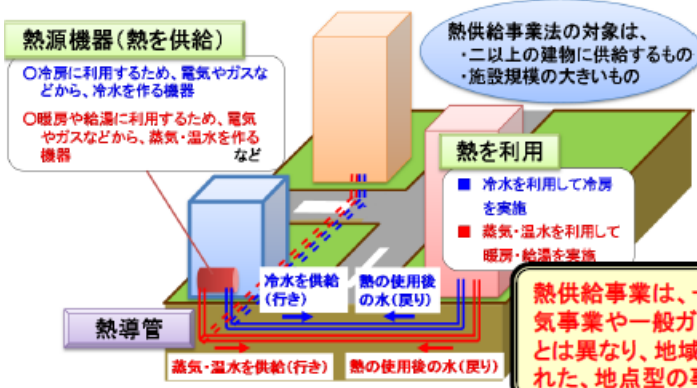 熱源機器(熱を供給)
○冷房に利用するため、電気やガスな
どから、冷水を作る機器
○暖房や給湯に利用するため、電気
やガスなどから、蒸気・温水を作る
機器 など
熱供給事業法の対象は、
・二以上の建物に供給するもの
・施設規模の大きいもの
熱を利用
■ 冷水を利用して冷房
を実施
■ 蒸気・温水を利用して
暖房・給湯を実施
冷水を供給
(行き)
熱の使用後
の水(戻り)
熱導管
蒸気・温水を供給(行き)
熱の使用後の水(戻り)
熱供給事業は、
気事業や一般ガ
とは異なり、地域
れた、地点型の